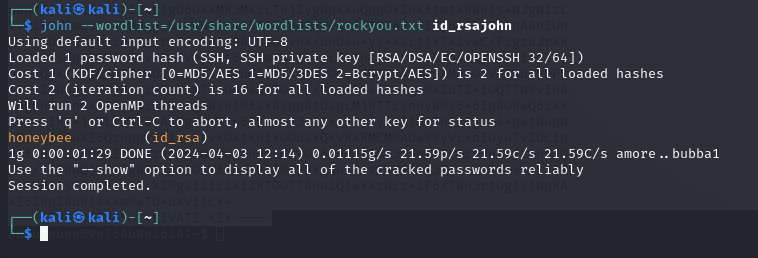 ┌──(kali㉿kali)-[~]
└─$ john --wordlist=/usr/share/wordlists/rockyou.txt id_rsajohn
Using default input encoding: UTF-8
Loaded 1 password hash (SSH, SSH private key [RSA/DSA/EC/OPENSSH 32/64])
Cost 1 (KDF/cipher [0=MD5/AES 1=MD5/3DES 2=Bcrypt/AES]) is 2 for all loaded hashes
Cost 2 (iteration count) is 16 for all loaded hashes
Will run 2 OpenMP threads
Press 'q' or Ctrl-C to abort, almost any other key for status
honeybee         (id_rsa)
1g 0:00:01:29 DONE (2024-04-03 12:14) 0.01115g/s 21.59p/s 21.59c/s 21.59C/s amore..bubba1
Use the "--show" option to display all of the cracked passwords reliably
Session completed.
┌──(kali㉿kali)-[~]
└─$